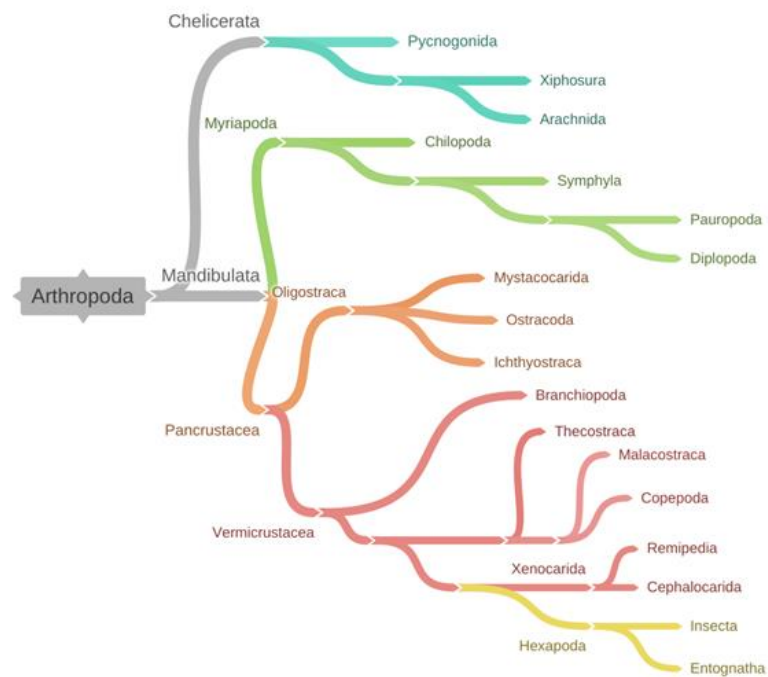 Chelicerata
Pycnogonida
Xiphosura
Arachnida
Myriapoda
Chilopoda
Symphyla
Pauropoda
Diplopoda
Mandibulata
Arthropoda
Oligostraca
Mystacocarida
Ostracoda
Ichthyostraca
Branchiopoda
Pancrustacea
Thecostraca
Malacostraca
Copepoda
Vermicrustacea
Remipedia
Xenocarida
Cephalocarida
Insecta
Hexapoda
Entognatha